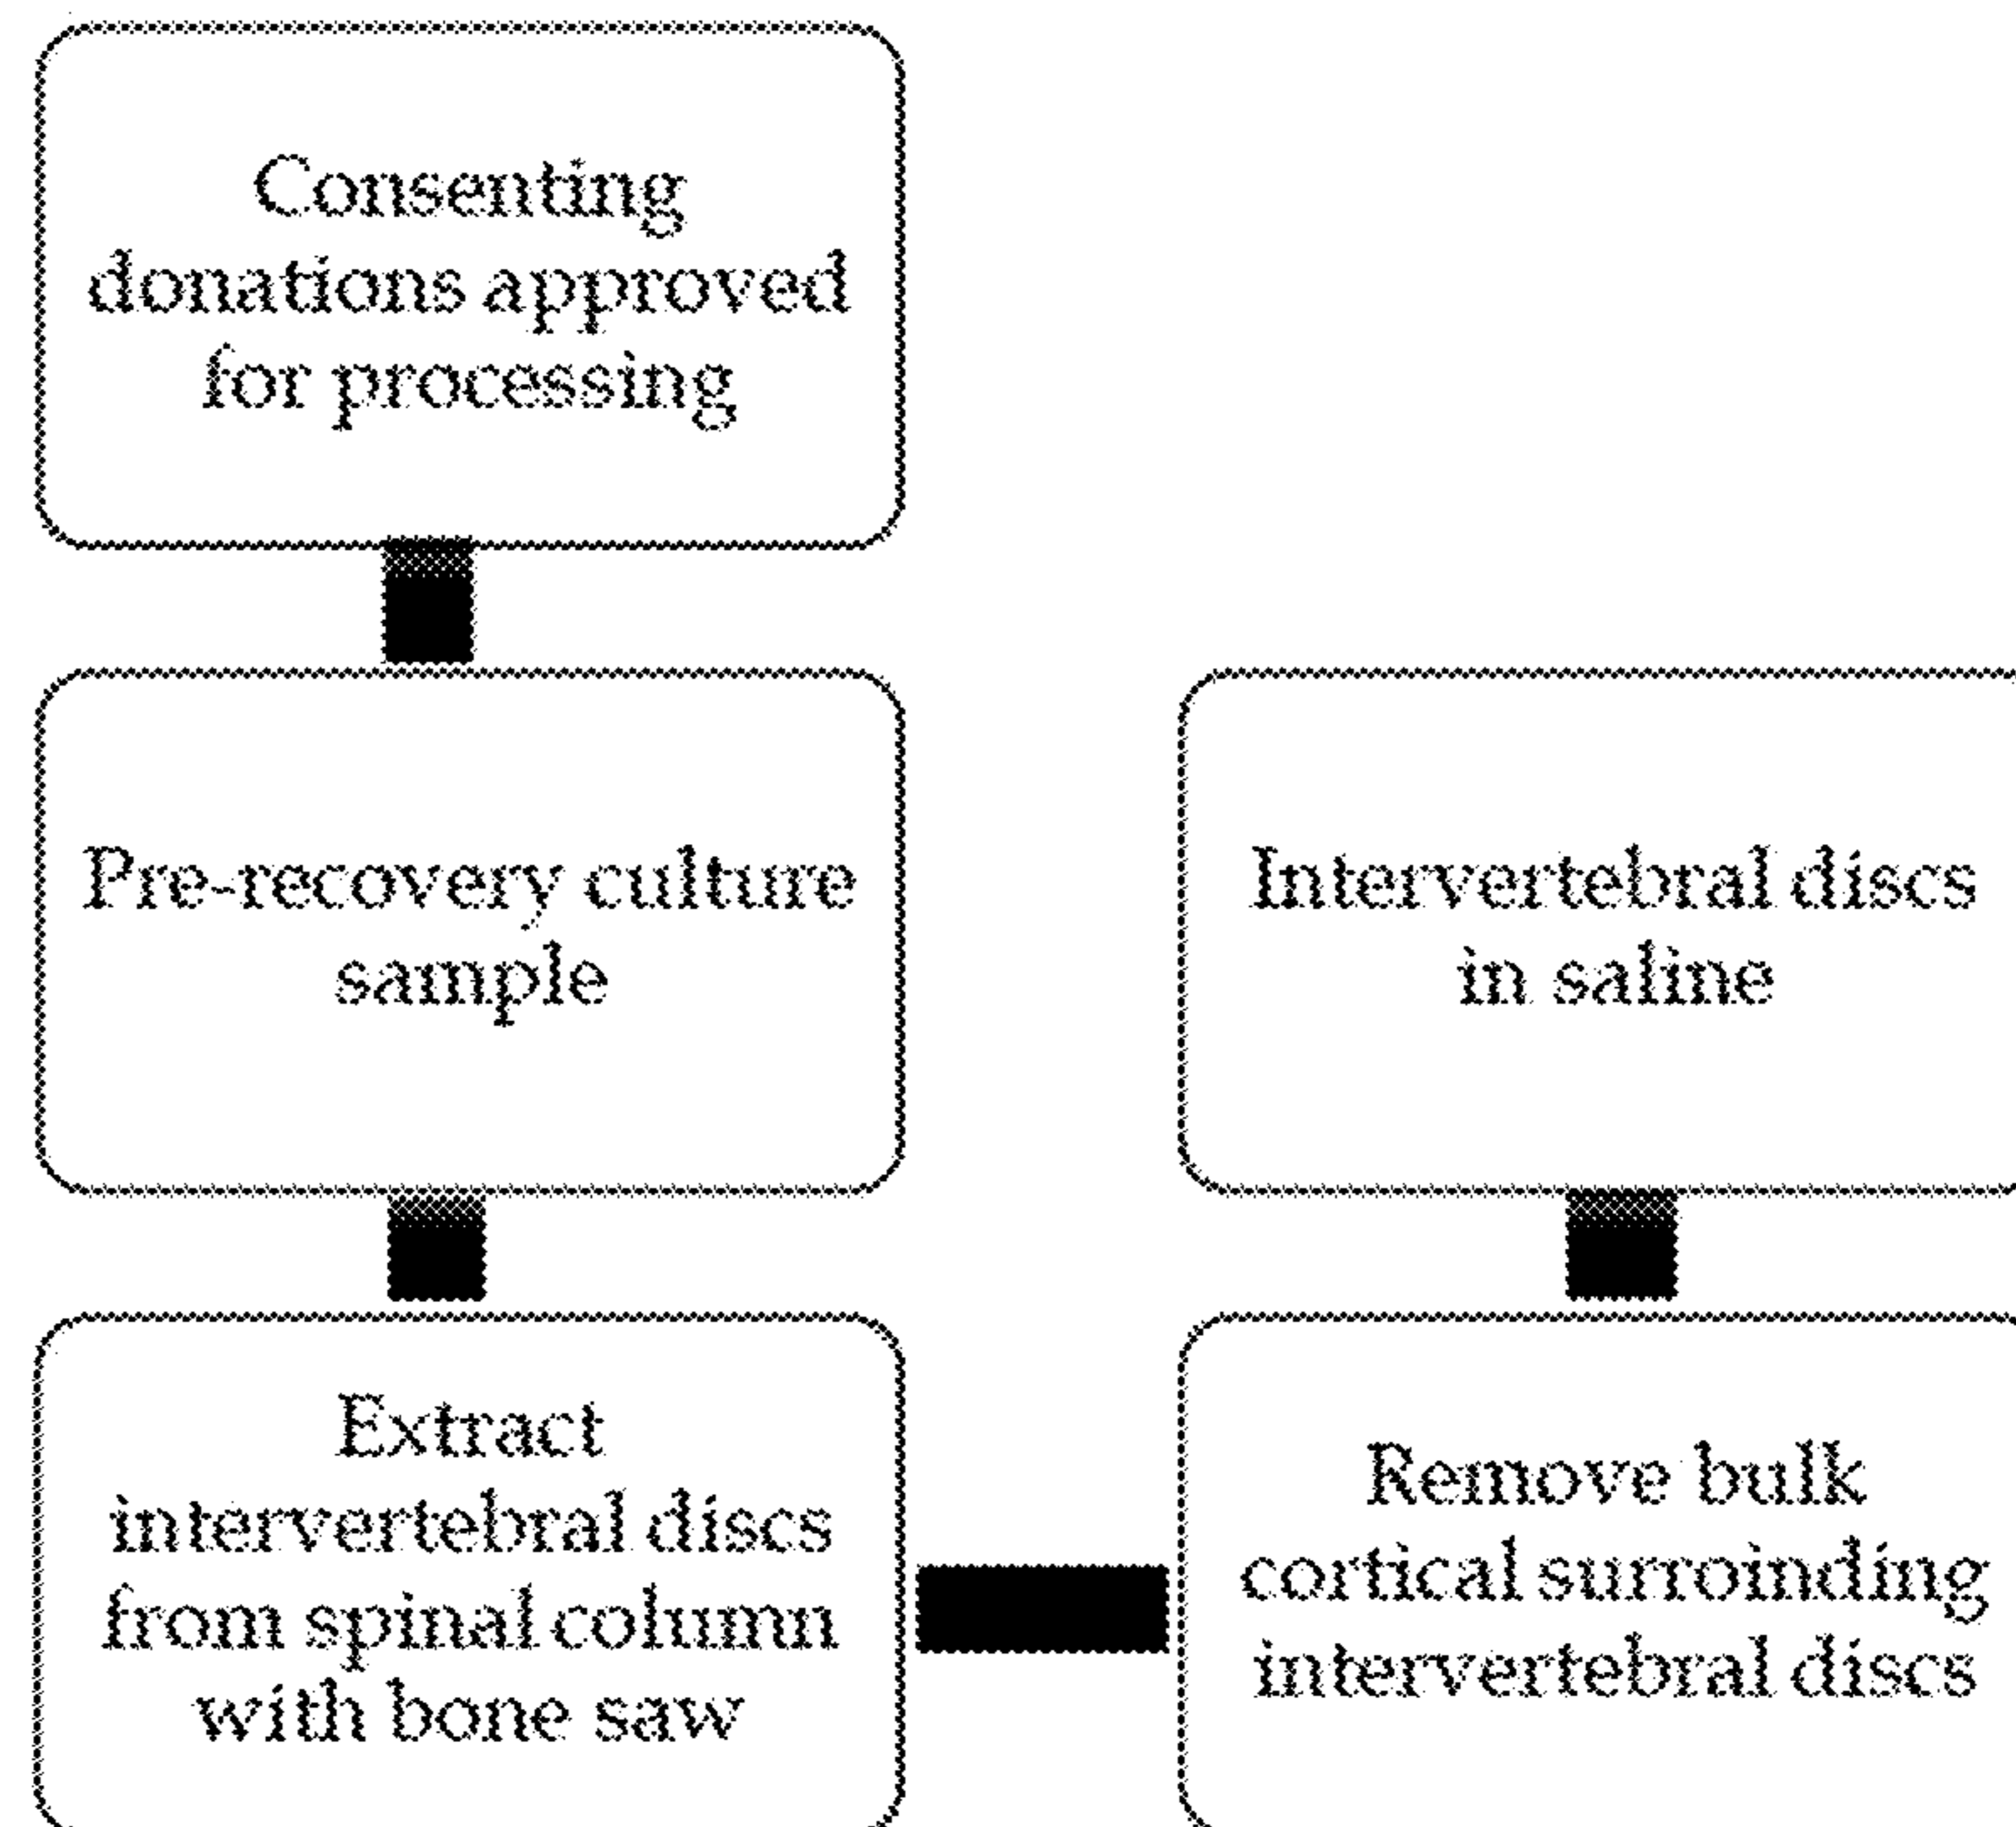 Consenting
donations approved
for processing
Pre-recovery culture
sample
Extract
intervertebral discs
from spinal column
with bone saw
Remove bulk
cortical surroinding
intervertebral discs
Intervertebral discs
in saline